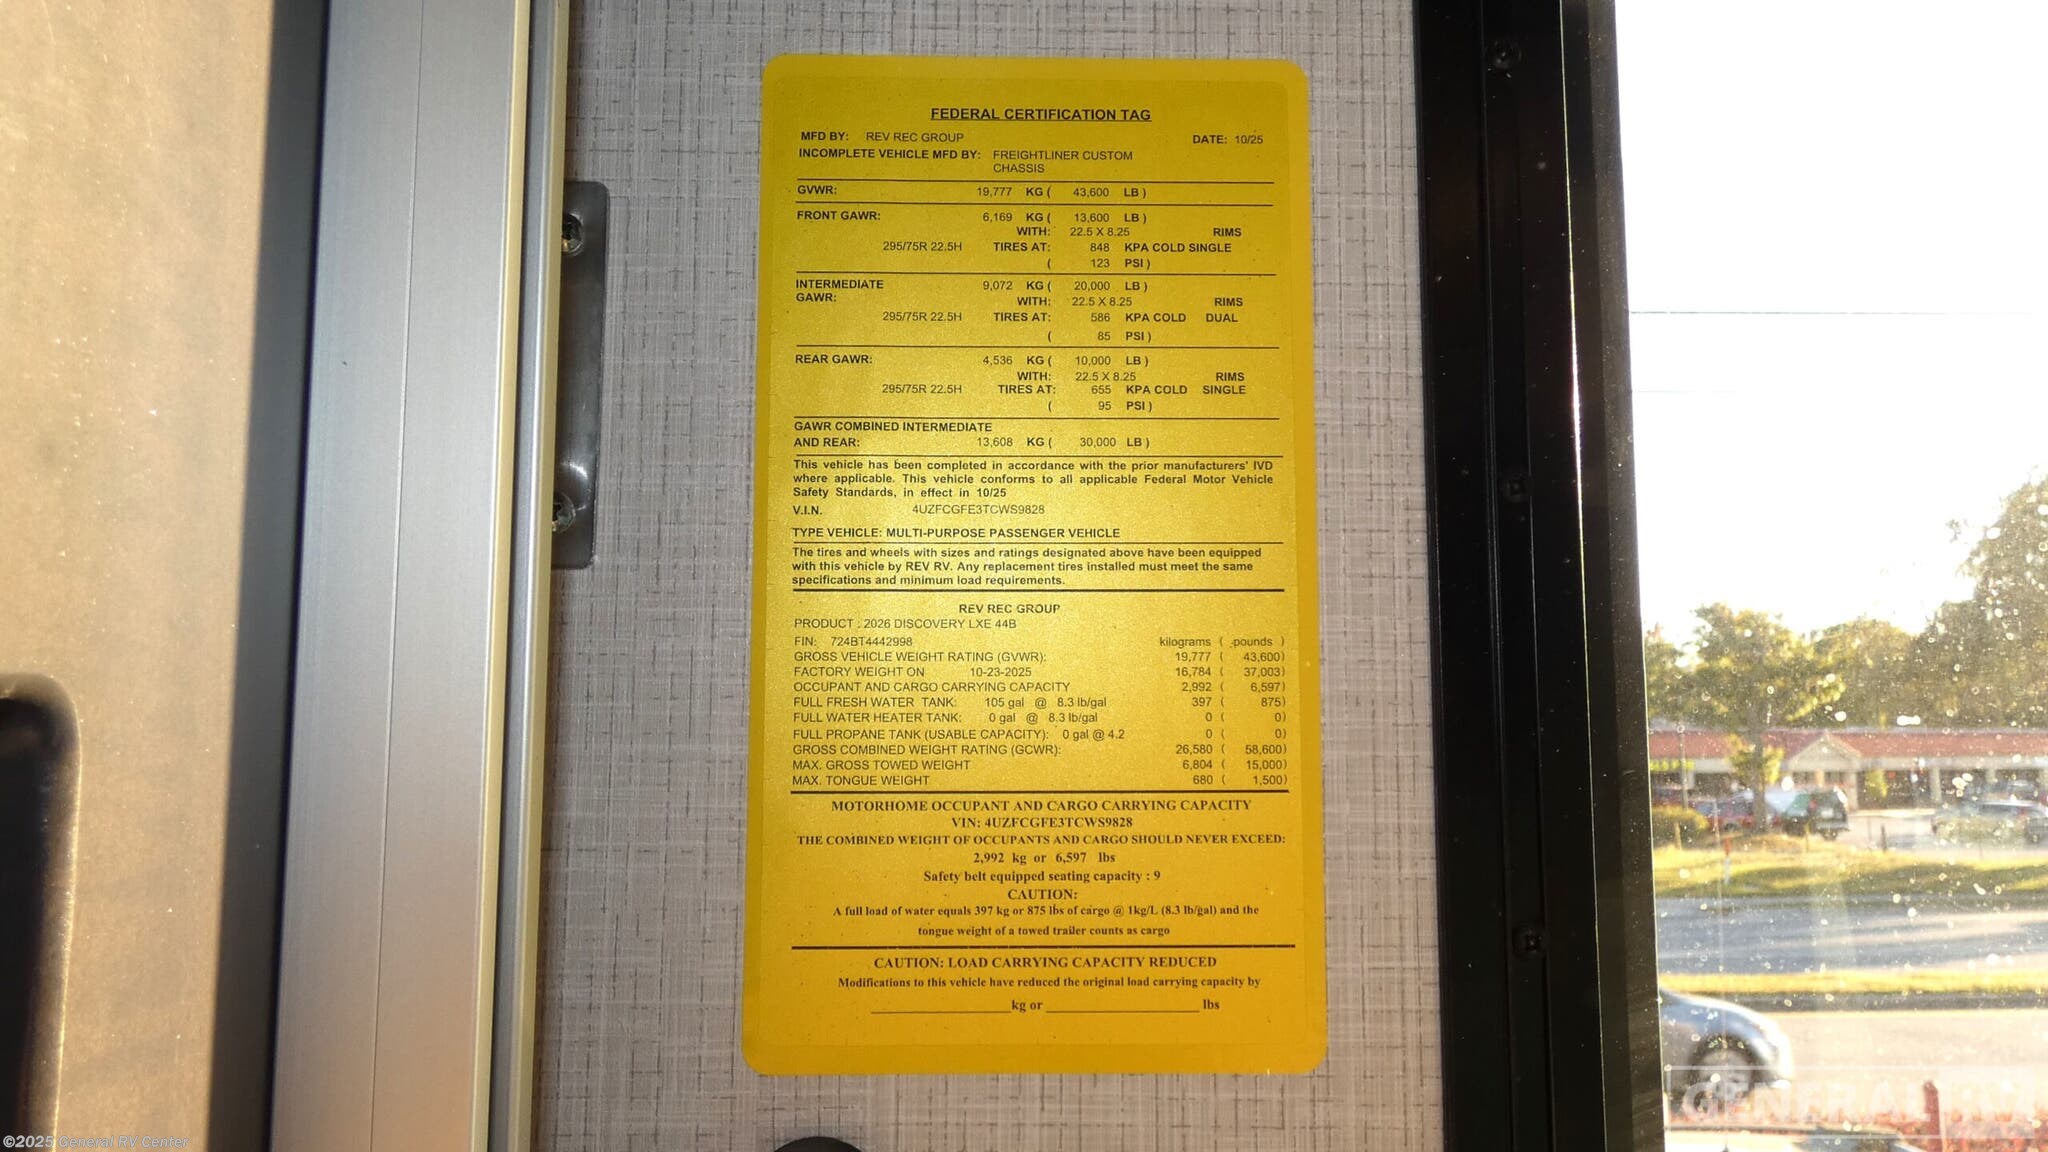 FEDERAL CERTIFICATION TAG
MFD BY: REV REC GROUP DATE: 10/25
INCOMPLETE VEHICLE MFD BY: FREIGHTLINER CUSTOM
CHASSIS
GVWR: 19,777 KG ( 43,600 LB )
FRONT GAWR: 6,169 KG ( 13,600 LB )
WITH: 22.5 X 8.25 RIMS
295/75R 22.5H TIRES AT: 848 KPA COLD SINGLE
( 123 PSI )
INTERMEDIATE 9,072 KG ( 20,000 LB )
GAWR: WITH: 22.5 X 8.25 RIMS
295/75R 22.5H TIRES AT: 586 KPA COLD DUAL
( 85 PSI )
REAR GAWR: 4,536 KG ( 10,000 LB )
WITH: 22.5 X 8.25 RIMS
295/75R 22.5H TIRES AT: 655 KPA COLD SINGLE
( 95 PSI )
GAWR COMBINED INTERMEDIATE
AND REAR: 13,608 KG ( 30,000 LB )
This vehicle has been completed in accordance with the prior manufacturers' IVD
where applicable. This vehicle conforms to all applicable Federal Motor Vehicle
Safety Standards, in effect in 10/25
V.I.N. 4UZFCGFE3TCWS9828
TYPE VEHICLE: MULTI-PURPOSE PASSENGER VEHICLE
The tires and wheels with sizes and ratings designated above have been equipped
with this vehicle by REV RV. Any replacement tires installed must meet the same
specifications and minimum load requirements.
REV REC GROUP
PRODUCT : 2026 DISCOVERY LXE 44B
FIN: 724BT4442998 kilograms ( pounds )
GROSS VEHICLE WEIGHT RATING (GVWR): 19,777 ( 43,600)
FACTORY WEIGHT ON 10-23-2025 16,784 ( 37,003)
OCCUPANT AND CARGO CARRYING CAPACITY 2,992 ( 6,597)
FULL FRESH WATER TANK: 105 gal @ 8.3 lb/gal 397 ( 875)
FULL WATER HEATER TANK: 0 gal @ 8.3 lb/gal 0 ( 0)
FULL PROPANE TANK (USABLE CAPACITY): 0 gal @ 4.2 0 ( 0)
GROSS COMBINED WEIGHT RATING (GCWR): 26,580 ( 58,600)
MAX. GROSS TOWED WEIGHT 6,804 ( 15,000)
MAX. TONGUE WEIGHT 680 ( 1,500)
MOTORHOME OCCUPANT AND CARGO CARRYING CAPACITY
VIN: 4UZFCGFE3TCWS9828
THE COMBINED WEIGHT OF OCCUPANTS AND CARGO SHOULD NEVER EXCEED:
2,992 kg or 6,597 lbs
Safety belt equipped seating capacity : 9
CAUTION:
A full load of water equals 397 kg or 875 lbs of cargo @ 1kg/L (8.3 lb/gal) and the
tongue weight of a towed trailer counts as cargo
CAUTION: LOAD CARRYING CAPACITY REDUCED
Modifications to this vehicle have reduced the original load carrying capacity by
____________________kg or ______________________ lbs
©2025 General RV Center
GENERAL RV